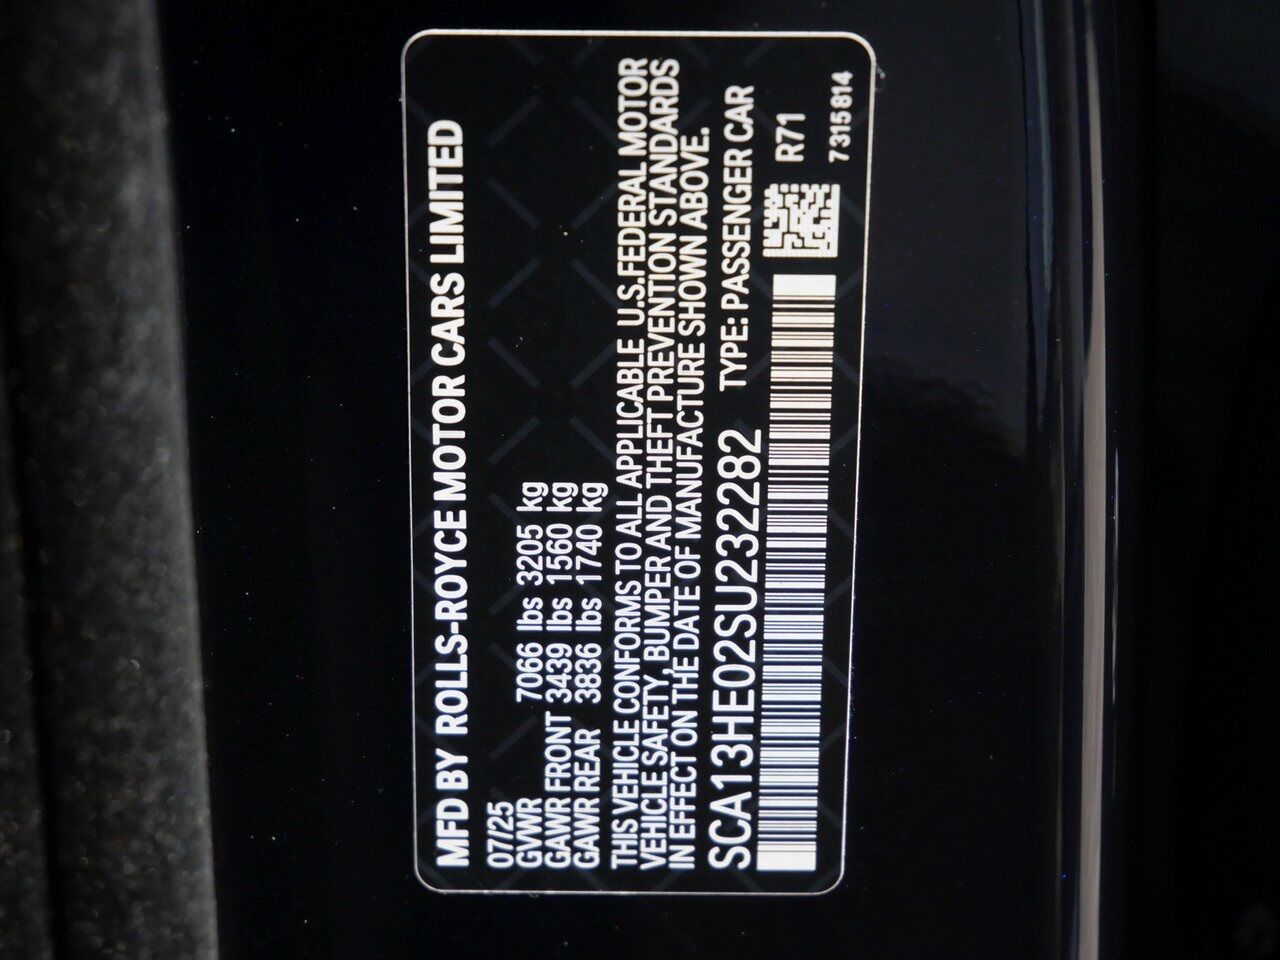 MFD BY ROLLS-ROYCE MOTOR CARS LIMITED
07/25
GVWR 7066 lbs 3205 kg
GAWR FRONT 3439 lbs 1560 kg
GAWR REAR 3836 lbs 1740 kg
THIS VEHICLE CONFORMS TO ALL APPLICABLE U.S.FEDERAL MOTOR
VEHICLE SAFETY, BUMPER AND THEFT PREVENTION STANDARDS
IN EFFECT ON THE DATE OF MANUFACTURE SHOWN ABOVE.
SCA13HE02SU232282 TYPE: PASSENGER CAR
R71
7315814